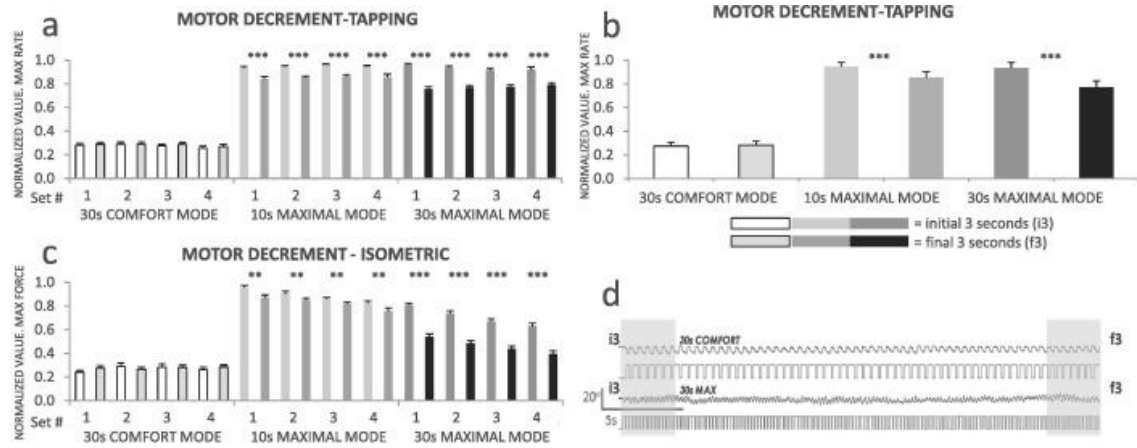 a
MOTOR DECREMENT-TAPPING
NORMALIZED VALUE. MAX RATE
*** *** *** *** *** *** *** ***
1.0
0.8
0.6
0.4
0.2
0.0
Set # 1 2 3 4 1 2 3 4 1 2 3 4
30s COMFORT MODE 10s MAXIMAL MODE 30s MAXIMAL MODE
b
MOTOR DECREMENT-TAPPING
NORMALIZED VALUE. MAX RATE
*** ***
1.0
0.8
0.6
0.4
0.2
0.0
30s COMFORT MODE 10s MAXIMAL MODE 30s MAXIMAL MODE
= initial 3 seconds (i3)
= final 3 seconds (f3)
c
MOTOR DECREMENT - ISOMETRIC
NORMALIZED VALUE. MAX FORCE
** ** ** ** *** *** *** ***
1.0
0.8
0.6
0.4
0.2
0.0
Set # 1 2 3 4 1 2 3 4 1 2 3 4
30s COMFORT MODE 10s MAXIMAL MODE 30s MAXIMAL MODE
d
i3 30s COMFORT f3
i3 30s MAX f3
20°
5s